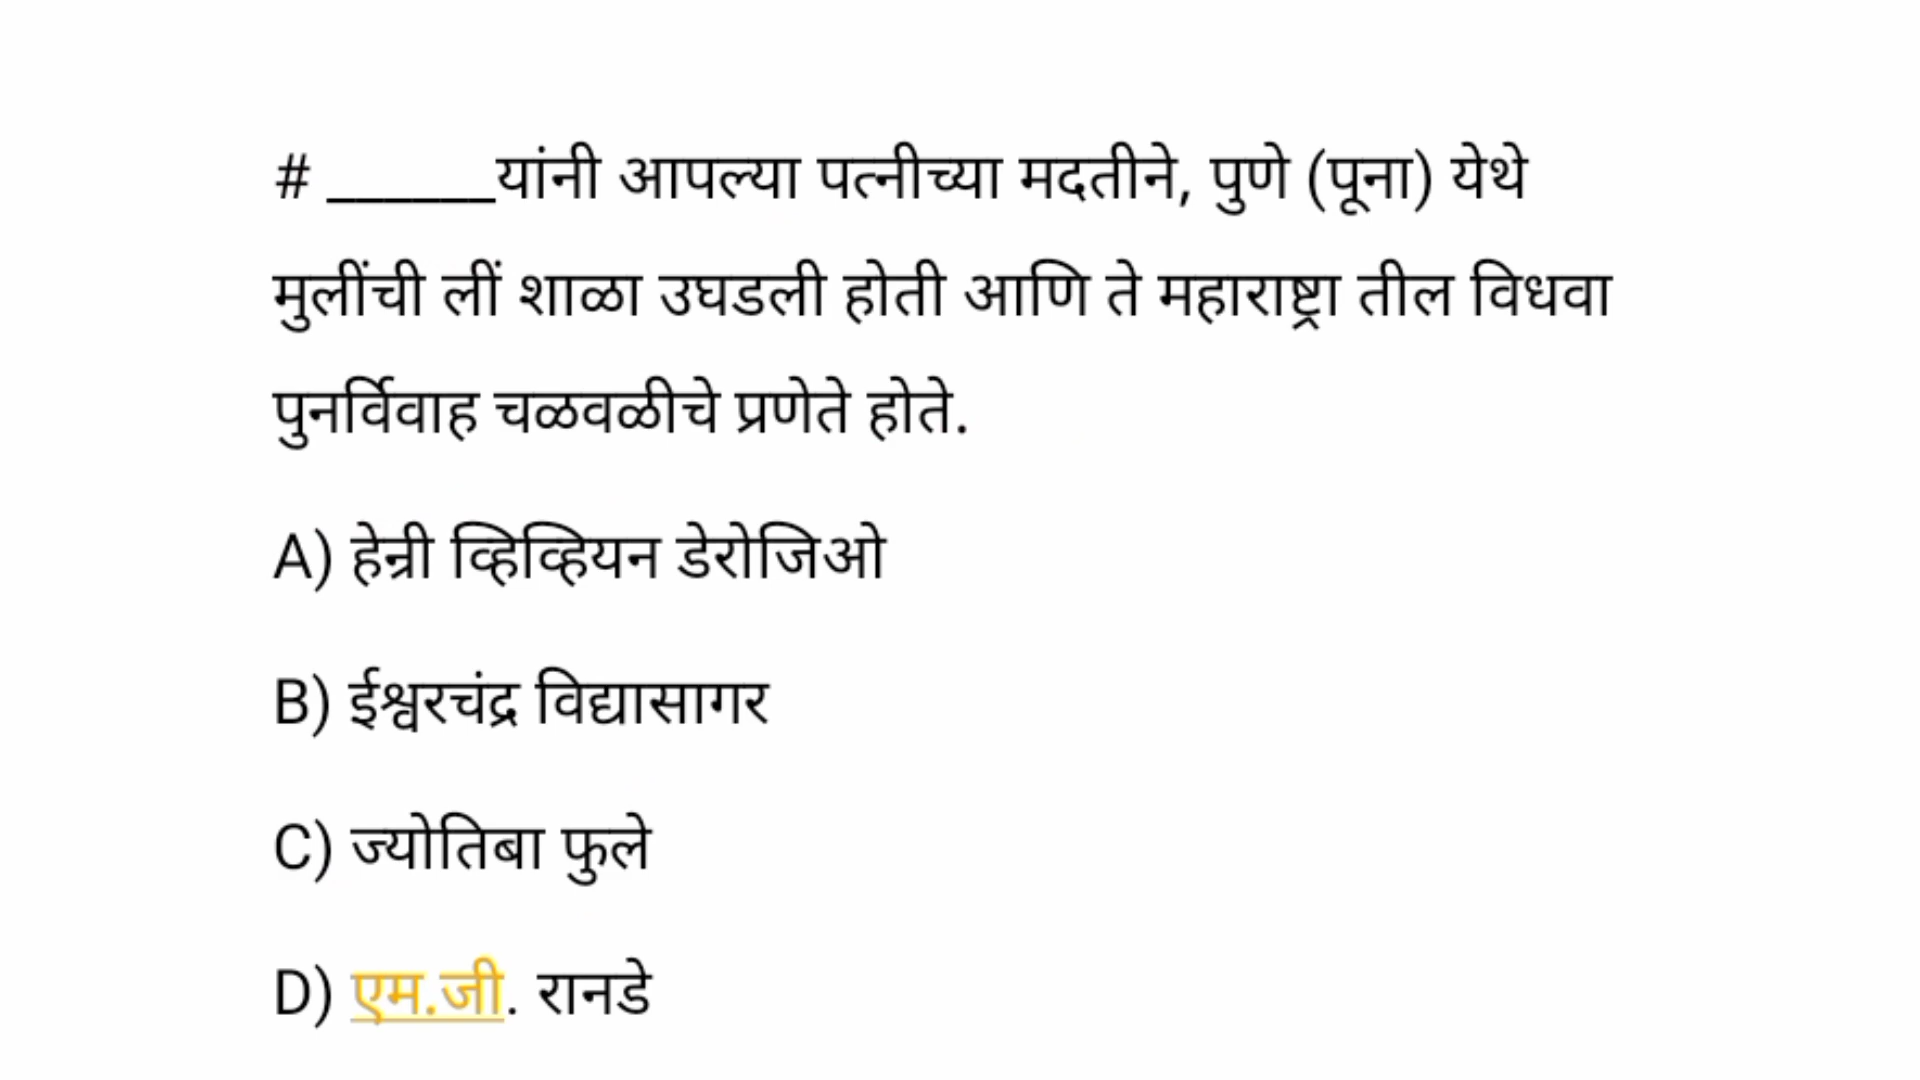 # ______यांनी आपल्या पत्नीच्या मदतीने, पुणे (पूना) येथे
मुलींची लीं शाळा उघडली होती आणि ते महाराष्ट्रा तील विधवा
पुनर्विवाह चळवळीचे प्रणेते होते.
A) हेन्री व्हिव्हियन डेरोजिओ
B) ईश्वरचंद्र विद्यासागर
C) ज्योतिबा फुले
D) एम.जी. रानडे